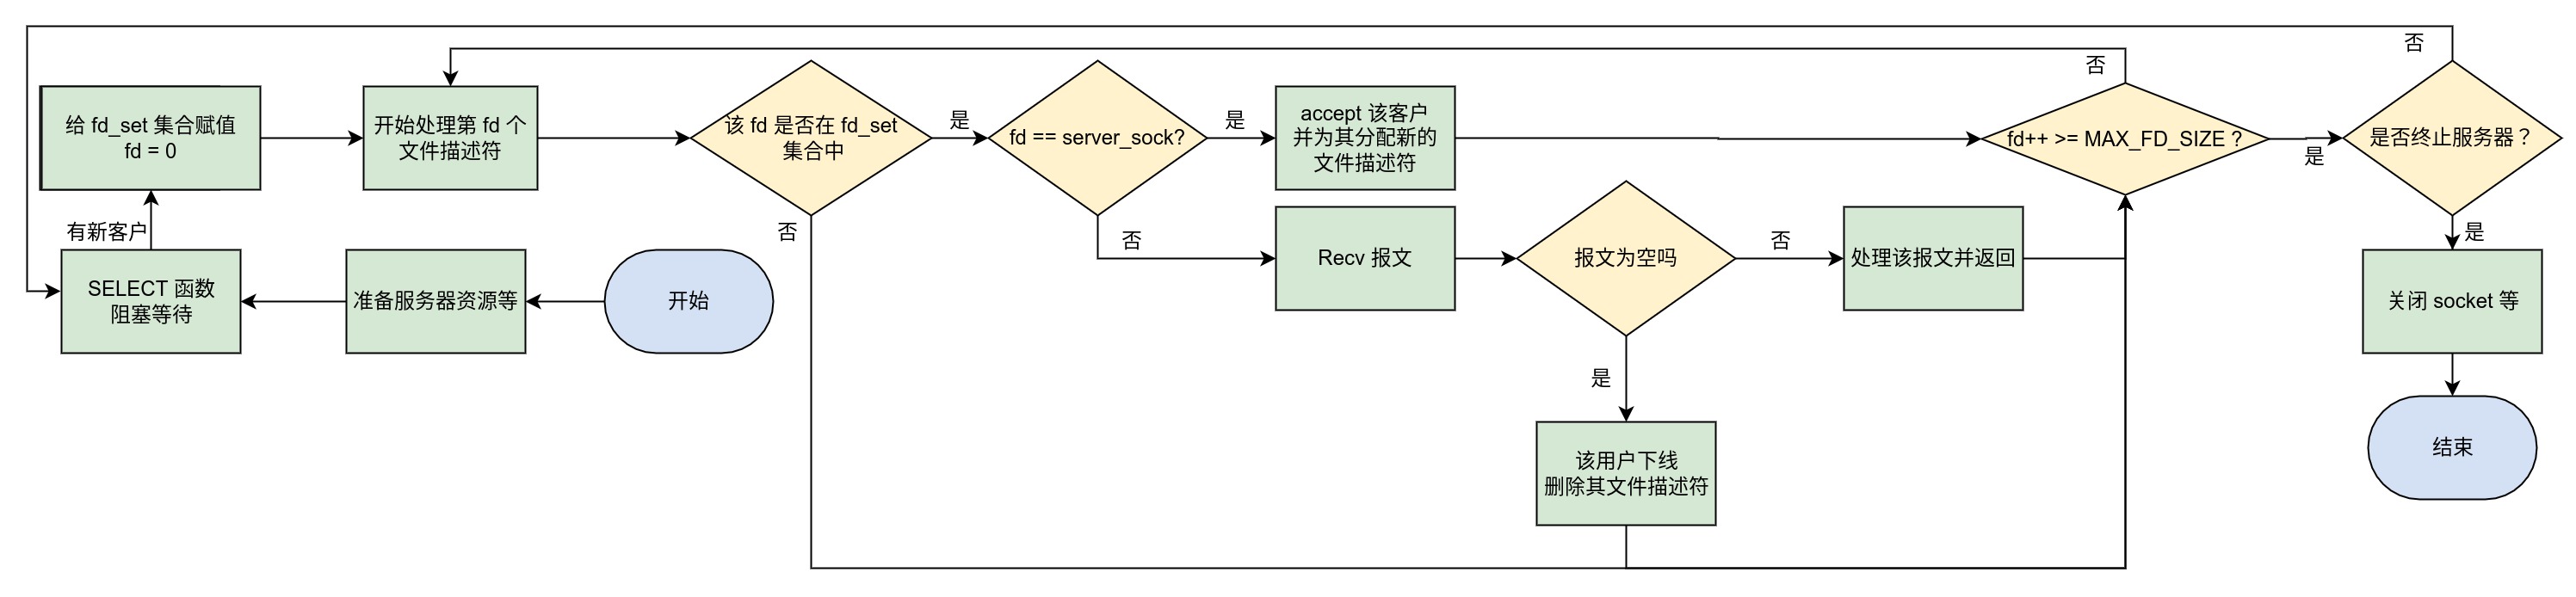 否
否
给 fd_set 集合赋值
fd = 0
开始处理第 fd 个
文件描述符
该 fd 是否在 fd_set
集合中
是
fd == server_sock?
是
accept 该客户
并为其分配新的
文件描述符
fd++ >= MAX_FD_SIZE ?
是
是否终止服务器？
有新客户
否
否
Recv 报文
报文为空吗
否
处理该报文并返回
是
SELECT 函数
阻塞等待
准备服务器资源等
开始
关闭 socket 等
是
该用户下线
删除其文件描述符
结束